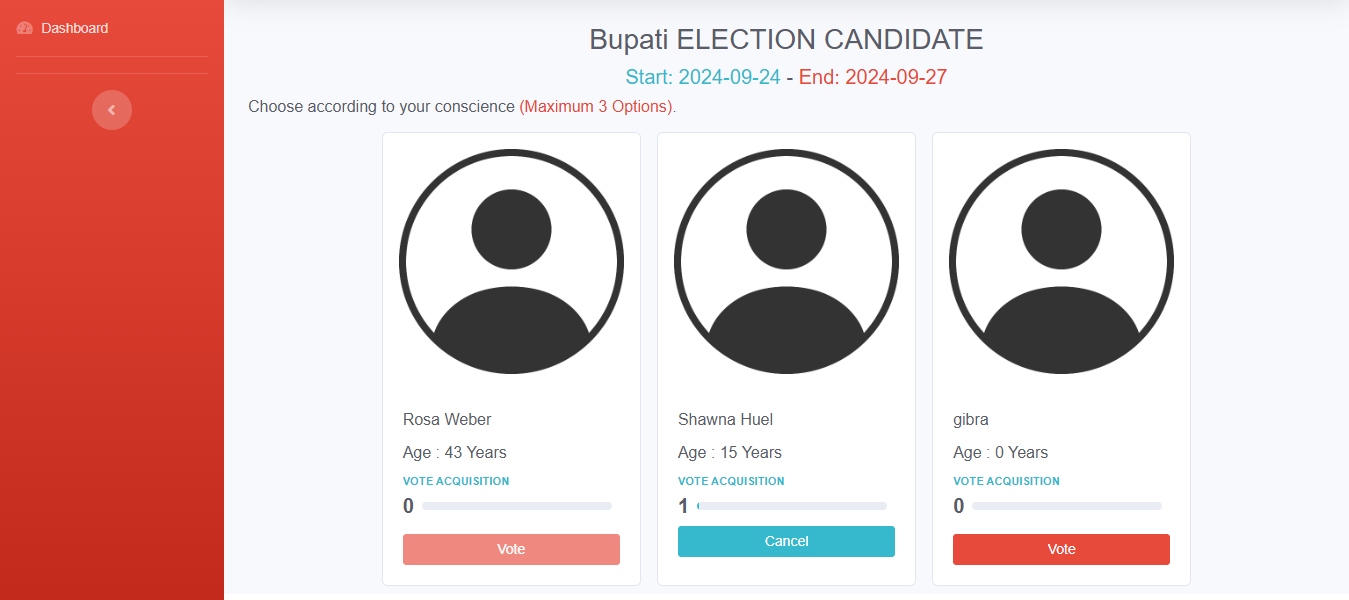 Dashboard
Bupati ELECTION CANDIDATE
Start: 2024-09-24 - End: 2024-09-27
Choose according to your conscience (Maximum 3 Options).
Rosa Weber
Age : 43 Years
VOTE ACQUISITION
0
Vote
Shawna Huel
Age : 15 Years
VOTE ACQUISITION
1
Cancel
gibra
Age : 0 Years
VOTE ACQUISITION
0
Vote